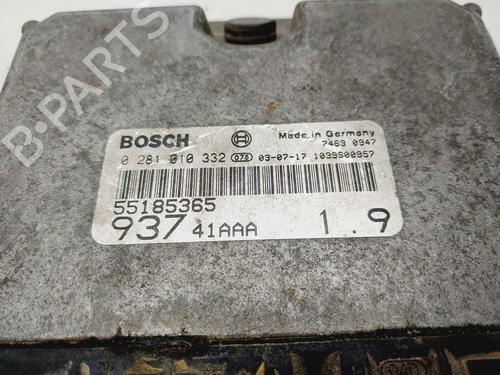 B-PARTS
BOSCH
Made in Germany
7463 0947
0 281 010 332 078 03-07-17 1039S00957
55185365
937 41AAA 1.9